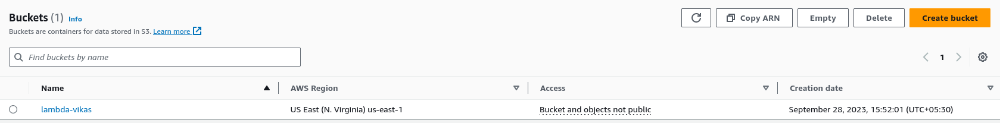 Buckets (1) Info
Buckets are containers for data stored in S3. Learn more
Copy ARN
Empty
Delete
Create bucket
Find buckets by name
1
Name AWS Region Access Creation date
lambda-vikas US East (N. Virginia) us-east-1 Bucket and objects not public September 28, 2023, 15:52:01 (UTC+05:30)